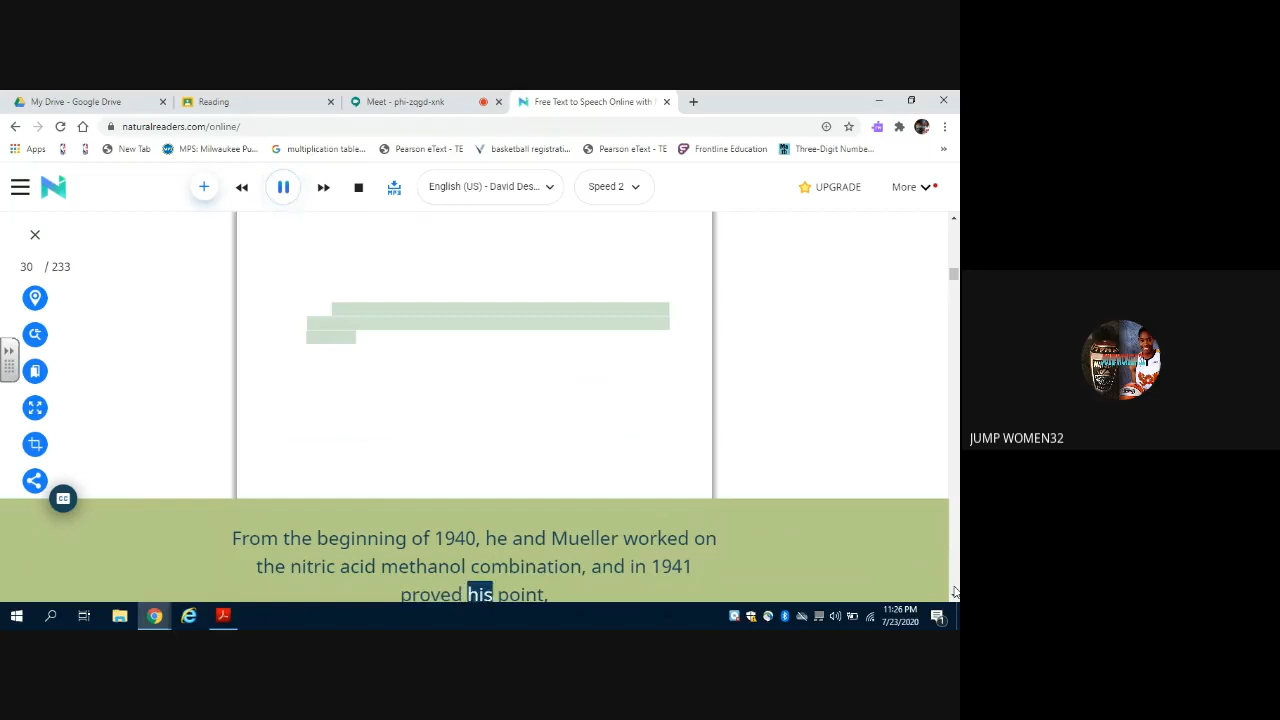 My Drive - Google Drive
Reading
Meet - phi-zqgd-xnk
Free Text to Speech Online with
naturalreaders.com/online/
Apps
New Tab
MPS: Milwaukee Pu...
multiplication table...
Pearson eText - TE
basketball registrati...
Pearson eText - TE
Frontline Education
Three-Digit Numbe...
»
MP3
English (US) - David Des...
Speed 2
UPGRADE
More
30 / 233
CC
From the beginning of 1940, he and Mueller worked on
the nitric acid methanol combination, and in 1941
proved his point,
JUMP WOMEN32
11:26 PM
7/23/2020
1